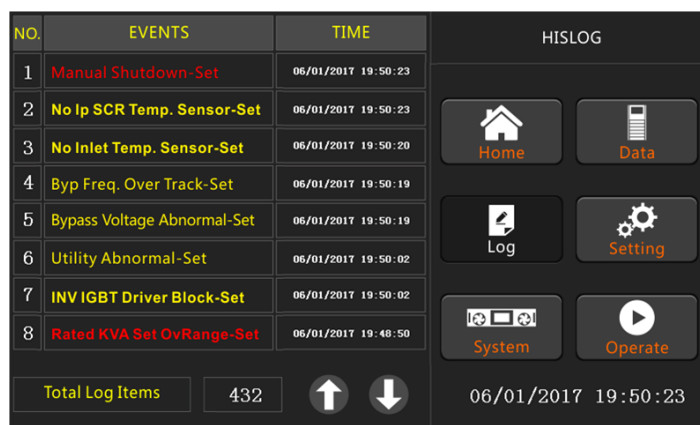 NO. EVENTS TIME
1 Manual Shutdown-Set 06/01/2017 19:50:23
2 No Ip SCR Temp. Sensor-Set 06/01/2017 19:50:23
3 No Inlet Temp. Sensor-Set 06/01/2017 19:50:20
4 Byp Freq. Over Track-Set 06/01/2017 19:50:19
5 Bypass Voltage Abnormal-Set 06/01/2017 19:50:19
6 Utility Abnormal-Set 06/01/2017 19:50:02
7 INV IGBT Driver Block-Set 06/01/2017 19:50:02
8 Rated KVA Set OvRange-Set 06/01/2017 19:48:50
Total Log Items 432
HISLOG
Home Data
Log Setting
System Operate
06/01/2017 19:50:23